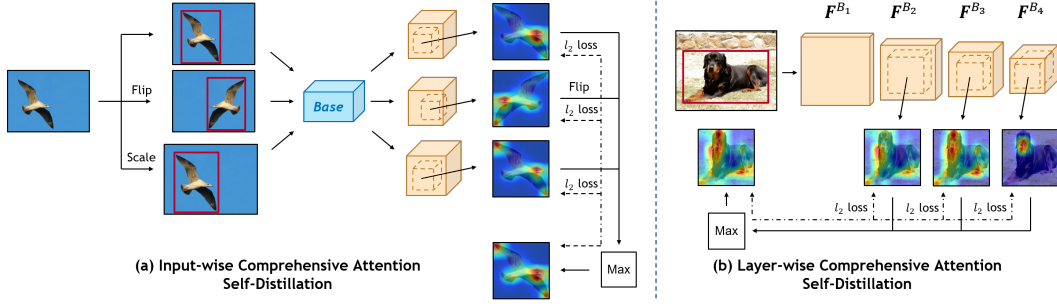 Flip
Scale
Base
l₂ loss
Flip
l₂ loss
l₂ loss
Max
(a) Input-wise Comprehensive Attention
Self-Distillation
F^{B₁}
F^{B₂}
F^{B₃}
F^{B₄}
l₂ loss
l₂ loss
l₂ loss
Max
(b) Layer-wise Comprehensive Attention
Self-Distillation